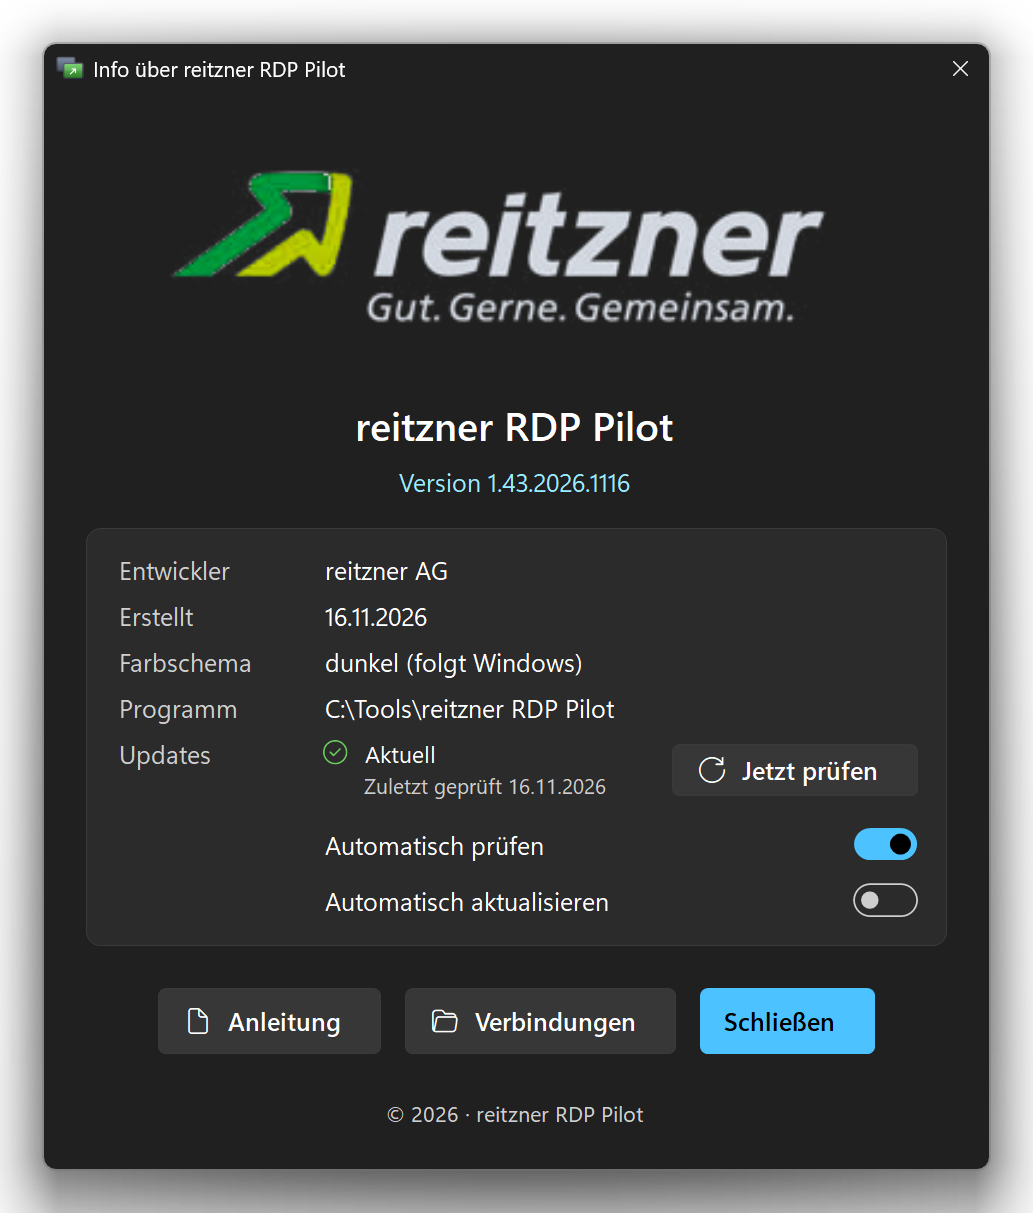 Info über reitzner RDP Pilot
reitzner
Gut. Gerne. Gemeinsam.
reitzner RDP Pilot
Version 1.43.2026.1116
Entwickler reitzner AG
Erstellt 16.11.2026
Farbschema dunkel (folgt Windows)
Programm C:\Tools\reitzner RDP Pilot
Updates Aktuell
Zuletzt geprüft 16.11.2026
Jetzt prüfen
Automatisch prüfen
Automatisch aktualisieren
Anleitung Verbindungen Schließen
© 2026 · reitzner RDP Pilot